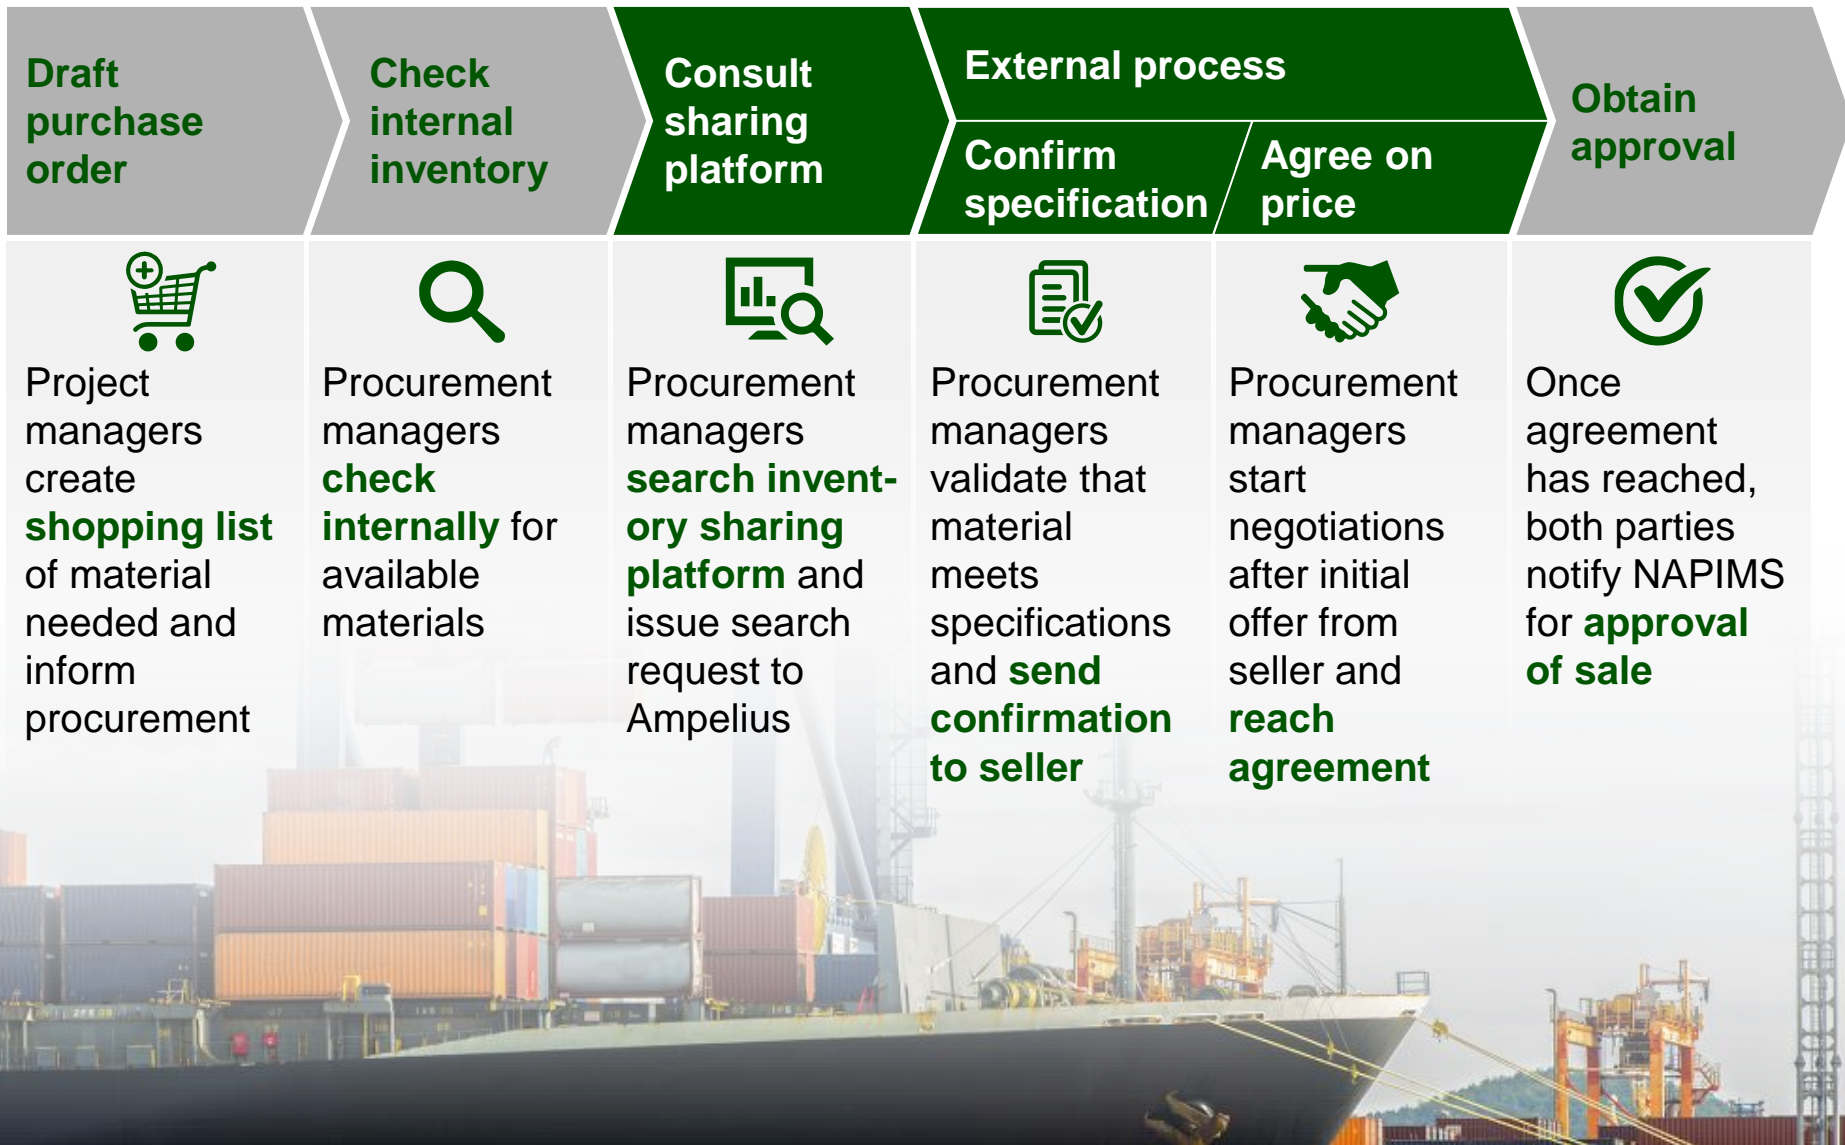 Draft
purchase
order
Check
internal
inventory
Consult
sharing
platform
External process
Confirm
specification
Agree on
price
Obtain
approval
Project
managers
create
shopping list
of material
needed and
inform
procurement
Procurement
managers
check
internally for
available
materials
Procurement
managers
search invent-
ory sharing
platform and
issue search
request to
Ampelius
Procurement
managers
validate that
material
meets
specifications
and send
confirmation
to seller
Procurement
managers
start
negotiations
after initial
offer from
seller and
reach
agreement
Once
agreement
has reached,
both parties
notify NAPIMS
for approval
of sale